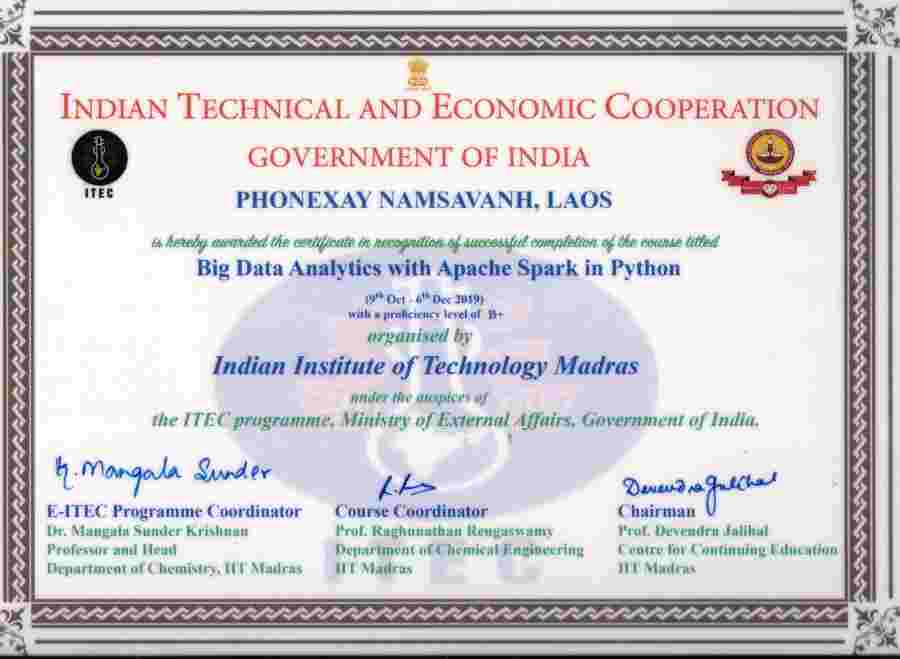 INDIAN TECHNICAL AND ECONOMIC COOPERATION
GOVERNMENT OF INDIA
ITEC
PHONEXAY NAMSAVANH, LAOS
is hereby awarded the certificate in recognition of successful completion of the course titled
Big Data Analytics with Apache Spark in Python
(9th Oct - 6th Dec 2019)
with a proficiency level of B+
organised by
Indian Institute of Technology Madras
under the auspices of
the ITEC programme, Ministry of External Affairs, Government of India.
K. Mangala Sunder
Devendra Jalihal
E-ITEC Programme Coordinator Course Coordinator Chairman
Dr. Mangala Sunder Krishnan Prof. Raghunathan Rengaswamy Prof. Devendra Jalihal
Professor and Head Department of Chemical Engineering Centre for Continuing Education
Department of Chemistry, IIT Madras IIT Madras IIT Madras
ITEC